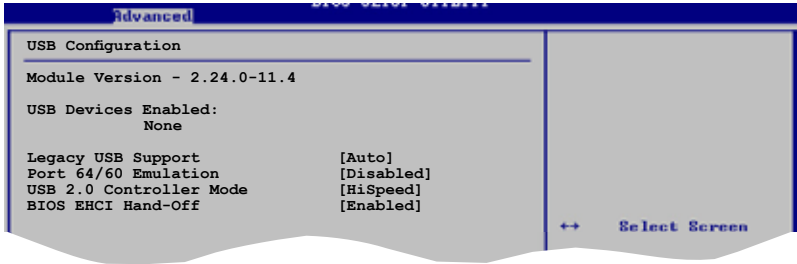 Advanced
USB Configuration
Module Version - 2.24.0-11.4
USB Devices Enabled:
None
Legacy USB Support [Auto]
Port 64/60 Emulation [Disabled]
USB 2.0 Controller Mode [HiSpeed]
BIOS EHCI Hand-Off [Enabled]
↔ Select Screen